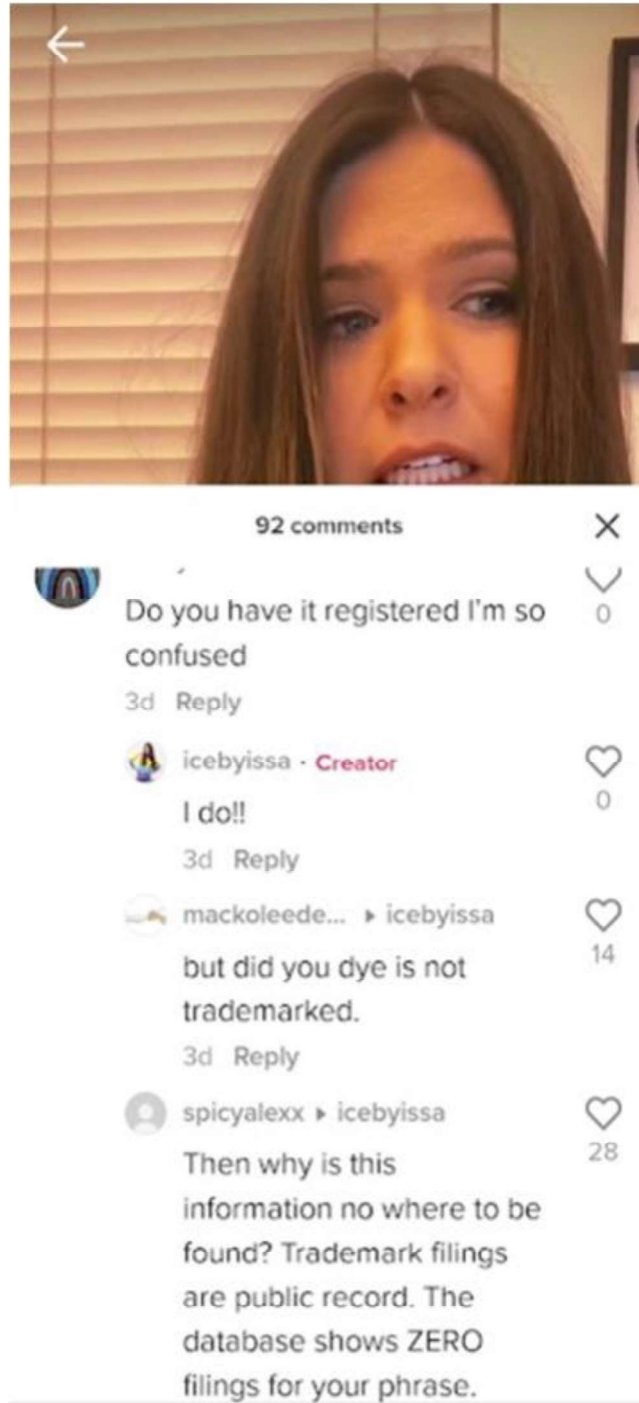 92 comments
Do you have it registered I'm so
confused
0
3d Reply
icebyissa · Creator
I do!!
0
3d Reply
mackoleede... ▸ icebyissa
but did you dye is not
trademarked.
14
3d Reply
spicyalexx ▸ icebyissa
Then why is this
information no where to be
found? Trademark filings
are public record. The
database shows ZERO
filings for your phrase.
28